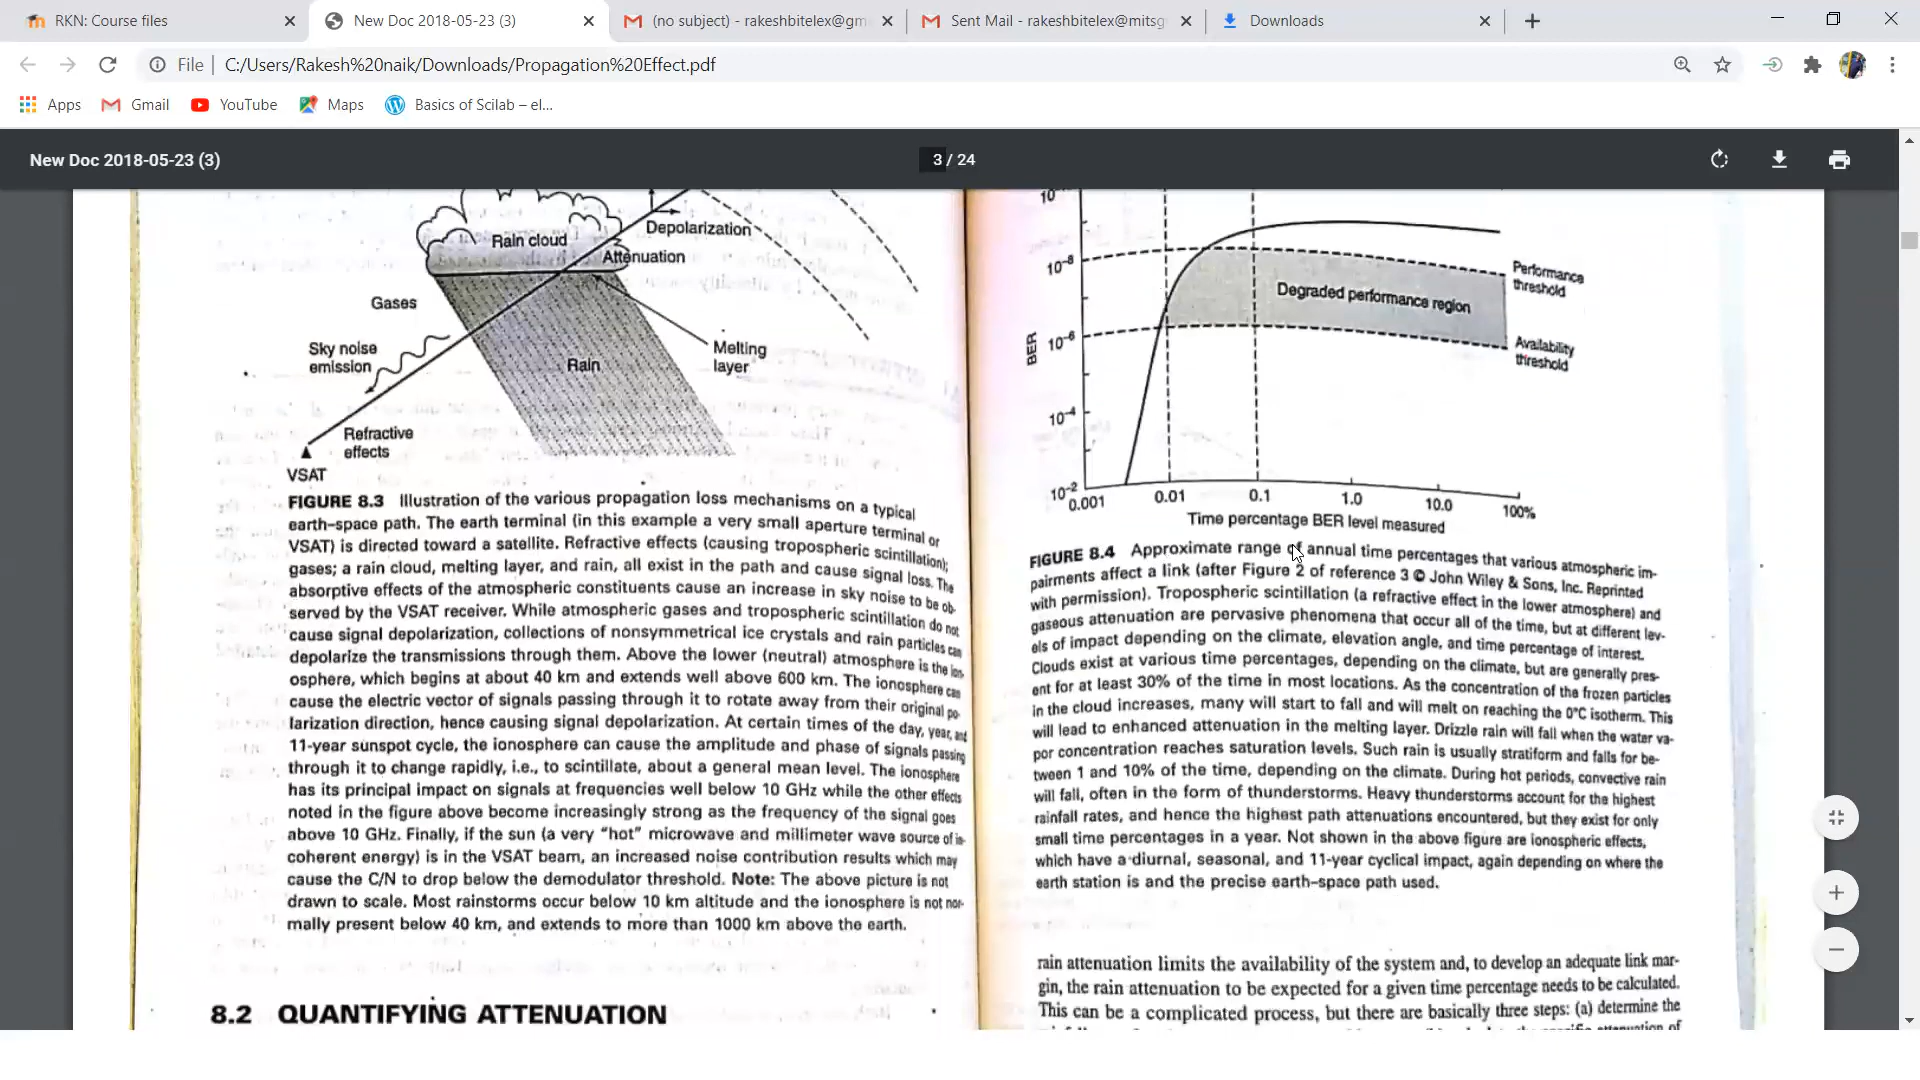 RKN: Course files
New Doc 2018-05-23 (3)
(no subject) - rakeshbitelex@gm
Sent Mail - rakeshbitelex@mitsg
Downloads
File
C:/Users/Rakesh%20naik/Downloads/Propagation%20Effect.pdf
Apps
Gmail
YouTube
Maps
Basics of Scilab – el...
New Doc 2018-05-23 (3)
3 / 24
Depolarization
Rain cloud
Attenuation
Gases
Sky noise
emission
Rain
Melting
layer
Refractive
effects
VSAT
FIGURE 8.3 Illustration of the various propagation loss mechanisms on a typical
earth–space path. The earth terminal (in this example a very small aperture terminal or
VSAT) is directed toward a satellite. Refractive effects (causing tropospheric scintillation);
gases; a rain cloud, melting layer, and rain, all exist in the path and cause signal loss. The
absorptive effects of the atmospheric constituents cause an increase in sky noise to be ob-
served by the VSAT receiver. While atmospheric gases and tropospheric scintillation do not
cause signal depolarization, collections of nonsymmetrical ice crystals and rain particles can
depolarize the transmissions through them. Above the lower (neutral) atmosphere is the ion-
osphere, which begins at about 40 km and extends well above 600 km. The ionosphere can
cause the electric vector of signals passing through it to rotate away from their original po-
larization direction, hence causing signal depolarization. At certain times of the day, year, and
11-year sunspot cycle, the ionosphere can cause the amplitude and phase of signals passing
through it to change rapidly, i.e., to scintillate, about a general mean level. The ionosphere
has its principal impact on signals at frequencies well below 10 GHz while the other effects
noted in the figure above become increasingly strong as the frequency of the signal goes
above 10 GHz. Finally, if the sun (a very "hot" microwave and millimeter wave source of in-
coherent energy) is in the VSAT beam, an increased noise contribution results which may
cause the C/N to drop below the demodulator threshold. Note: The above picture is not
drawn to scale. Most rainstorms occur below 10 km altitude and the ionosphere is not nor-
mally present below 40 km, and extends to more than 1000 km above the earth.
8.2 QUANTIFYING ATTENUATION
10
10-8
10-6
10-4
10-2
BER
Performance
threshold
Degraded performance region
Availability
threshold
0.001 0.01 0.1 1.0 10.0 100%
Time percentage BER level measured
FIGURE 8.4 Approximate range of annual time percentages that various atmospheric im-
pairments affect a link (after Figure 2 of reference 3 © John Wiley & Sons, Inc. Reprinted
with permission). Tropospheric scintillation (a refractive effect in the lower atmosphere) and
gaseous attenuation are pervasive phenomena that occur all of the time, but at different lev-
els of impact depending on the climate, elevation angle, and time percentage of interest.
Clouds exist at various time percentages, depending on the climate, but are generally pres-
ent for at least 30% of the time in most locations. As the concentration of the frozen particles
in the cloud increases, many will start to fall and will melt on reaching the 0°C isotherm. This
will lead to enhanced attenuation in the melting layer. Drizzle rain will fall when the water va-
por concentration reaches saturation levels. Such rain is usually stratiform and falls for be-
tween 1 and 10% of the time, depending on the climate. During hot periods, convective rain
will fall, often in the form of thunderstorms. Heavy thunderstorms account for the highest
rainfall rates, and hence the highest path attenuations encountered, but they exist for only
small time percentages in a year. Not shown in the above figure are ionospheric effects,
which have a diurnal, seasonal, and 11-year cyclical impact, again depending on where the
earth station is and the precise earth–space path used.
rain attenuation limits the availability of the system and, to develop an adequate link mar-
gin, the rain attenuation to be expected for a given time percentage needs to be calculated.
This can be a complicated process, but there are basically three steps: (a) determine the